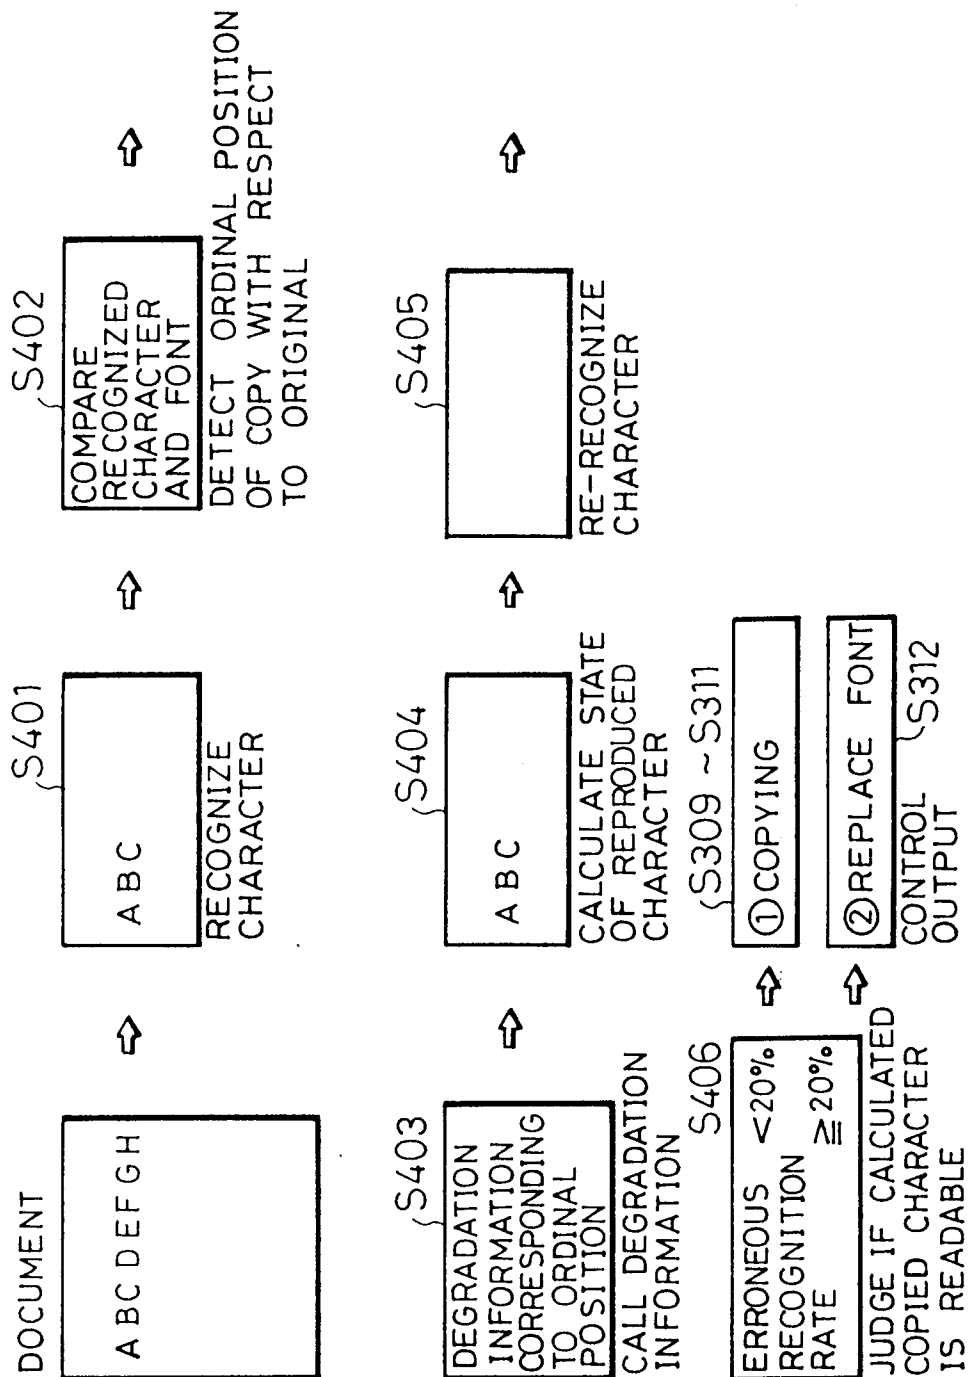 DOCUMENT
A B C D E F G H
S401
A B C
RECOGNIZE
CHARACTER
S402
COMPARE
RECOGNIZED
CHARACTER
AND FONT
DETECT ORDINAL POSITION
OF COPY WITH RESPECT
TO ORIGINAL
S403
DEGRADATION
INFORMATION
CORRESPONDING
TO ORDINAL
POSITION
CALL DEGRADATION
INFORMATION
S404
A B C
CALCULATE STATE
OF REPRODUCED
CHARACTER
S405
RE-RECOGNIZE
CHARACTER
S406
ERRONEOUS <20%
RECOGNITION
RATE ≧20%
JUDGE IF CALCULATED
COPIED CHARACTER
IS READABLE
S309 ~S311
①COPYING
②REPLACE FONT
S312
CONTROL
OUTPUT